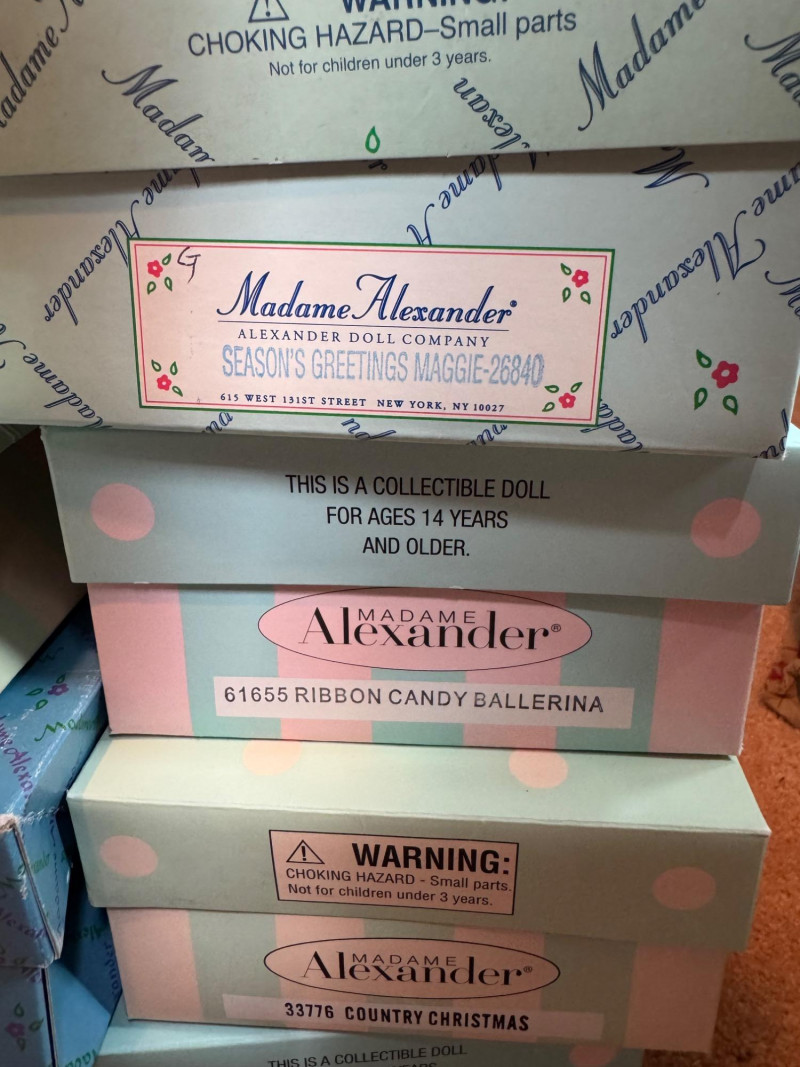 WARNING:
CHOKING HAZARD–Small parts
Not for children under 3 years.
Madame Alexander
Madame Alexander®
ALEXANDER DOLL COMPANY
SEASON'S GREETINGS MAGGIE-26840
615 WEST 131ST STREET NEW YORK, NY 10027
G
THIS IS A COLLECTIBLE DOLL
FOR AGES 14 YEARS
AND OLDER.
MADAME
Alexander®
61655 RIBBON CANDY BALLERINA
WARNING:
CHOKING HAZARD - Small parts.
Not for children under 3 years.
MADAME
Alexander®
33776 COUNTRY CHRISTMAS
THIS IS A COLLECTIBLE DOLL